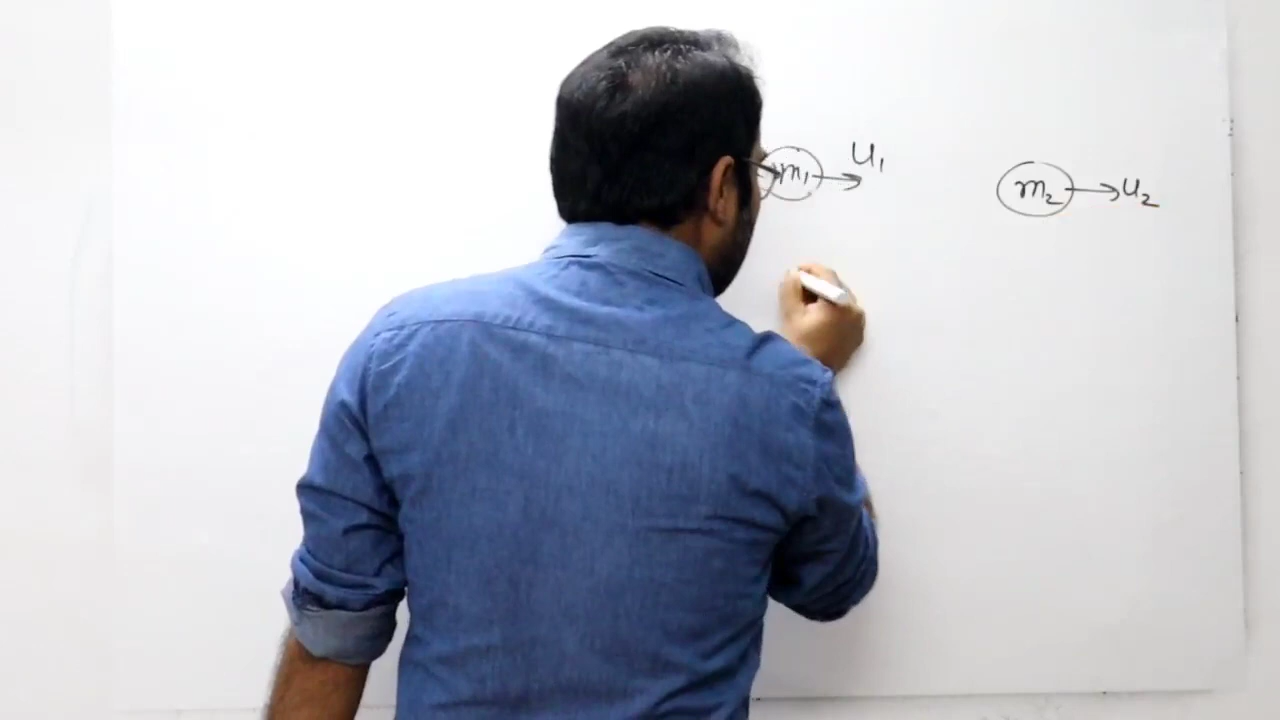 m₁ → u₁
m₂ → u₂